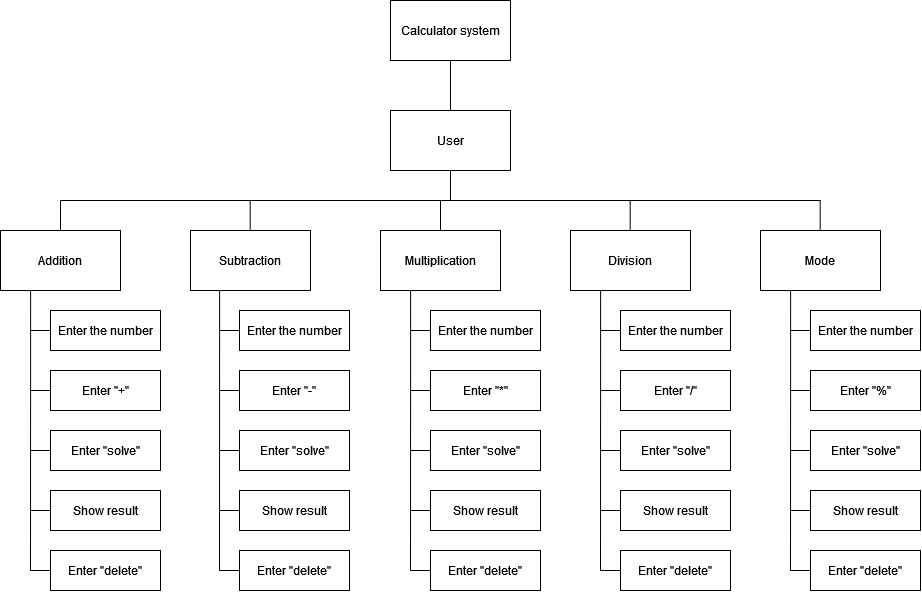 Calculator system
User
Addition
Subtraction
Multiplication
Division
Mode
Enter the number
Enter the number
Enter the number
Enter the number
Enter the number
Enter "+"
Enter "-"
Enter "*"
Enter "/"
Enter "%"
Enter "solve"
Enter "solve"
Enter "solve"
Enter "solve"
Enter "solve"
Show result
Show result
Show result
Show result
Show result
Enter "delete"
Enter "delete"
Enter "delete"
Enter "delete"
Enter "delete"